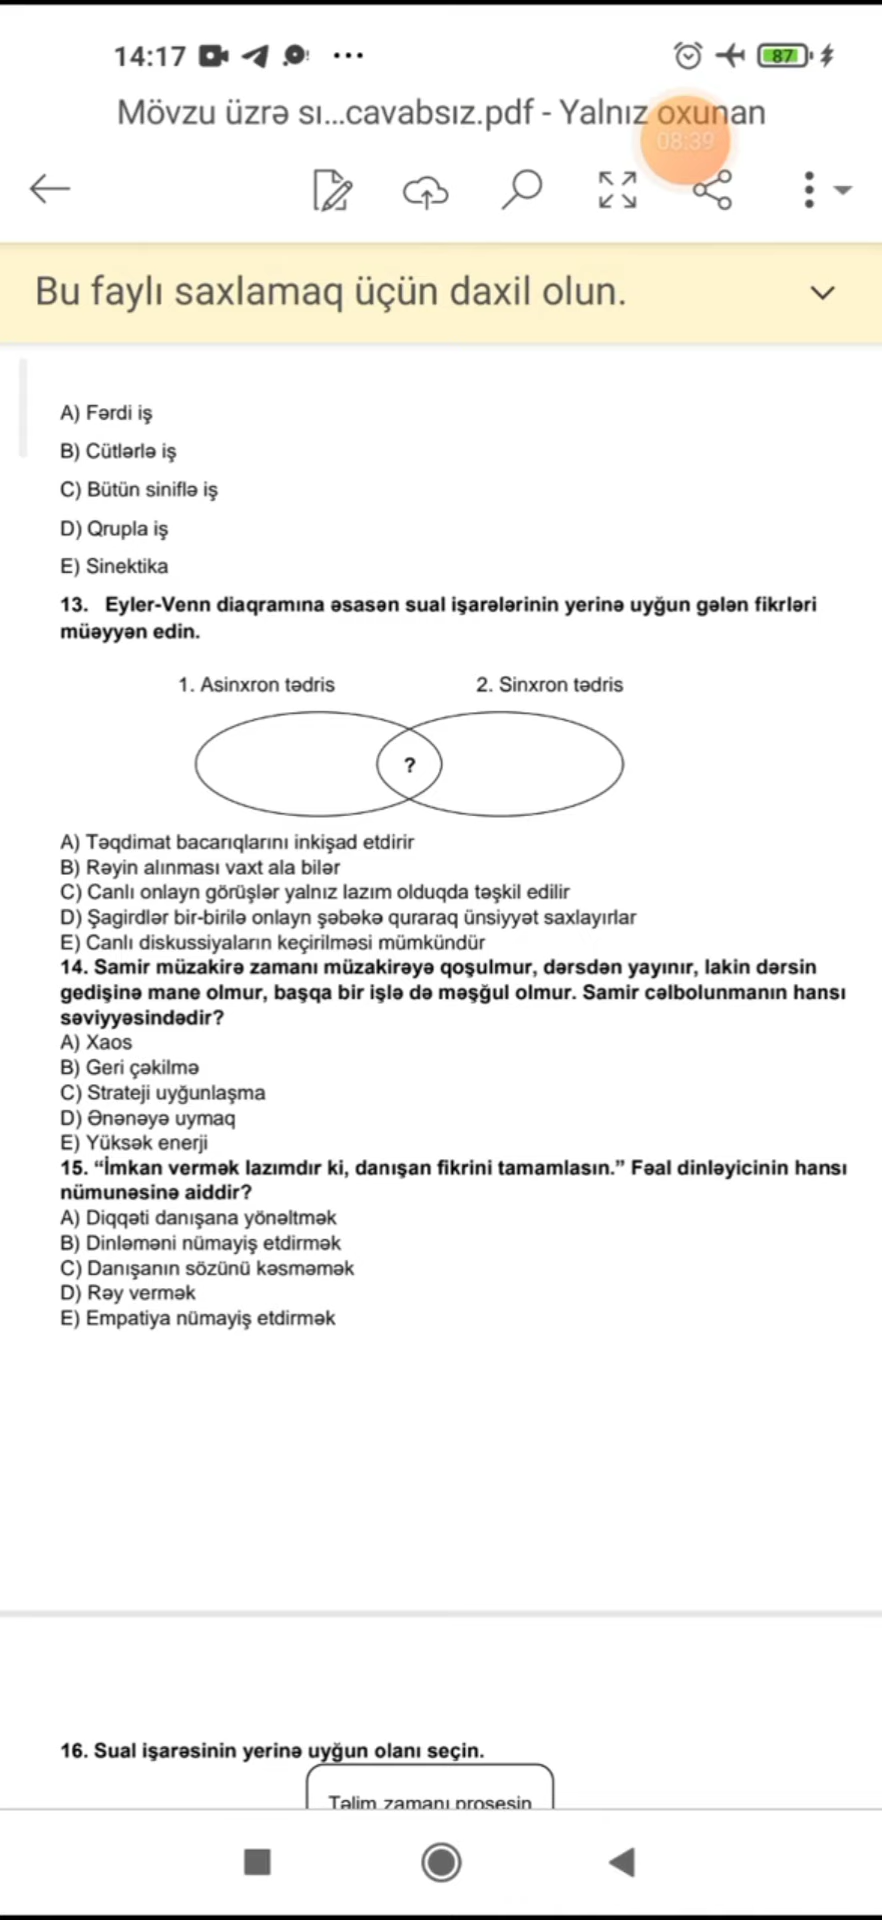 14:17
87
Mövzu üzrə sı...cavabsız.pdf - Yalnız oxunan
08:39
Bu faylı saxlamaq üçün daxil olun.
A) Fərdi iş
B) Cütlərlə iş
C) Bütün siniflə iş
D) Qrupla iş
E) Sinektika
13. Eyler-Venn diaqramına əsasən sual işarələrinin yerinə uyğun gələn fikrləri
müəyyən edin.
1. Asinxron tədris
2. Sinxron tədris
?
A) Təqdimat bacarıqlarını inkişad etdirir
B) Rəyin alınması vaxt ala bilər
C) Canlı onlayn görüşlər yalnız lazım olduqda təşkil edilir
D) Şagirdlər bir-birilə onlayn şəbəkə quraraq ünsiyyət saxlayırlar
E) Canlı diskussiyaların keçirilməsi mümkündür
14. Samir müzakirə zamanı müzakirəyə qoşulmur, dərsdən yayınır, lakin dərsin
gedişinə mane olmur, başqa bir işlə də məşğul olmur. Samir cəlbolunmanın hansı
səviyyəsindədir?
A) Xaos
B) Geri çəkilmə
C) Strateji uyğunlaşma
D) Ənənəyə uymaq
E) Yüksək enerji
15. “İmkan vermək lazımdır ki, danışan fikrini tamamlasın.” Fəal dinləyicinin hansı
nümunəsinə aiddir?
A) Diqqəti danışana yönəltmək
B) Dinləməni nümayiş etdirmək
C) Danışanın sözünü kəsməmək
D) Rəy vermək
E) Empatiya nümayiş etdirmək
16. Sual işarəsinin yerinə uyğun olanı seçin.
Təlim zamanı prosesin